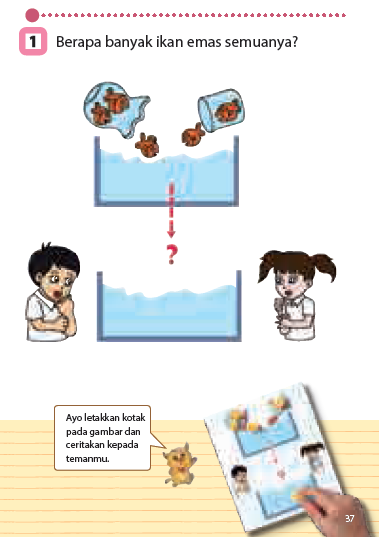 1 Berapa banyak ikan emas semuanya?
?
Ayo letakkan kotak
pada gambar dan
ceritakan kepada
temanmu.
37